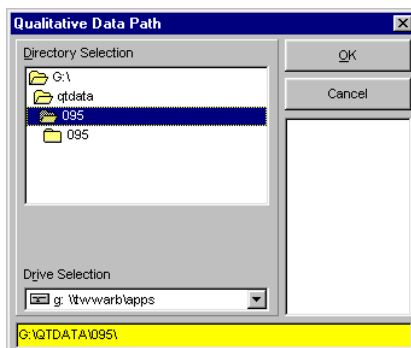 Qualitative Data Path
Directory Selection
G:\
qtdata
095
095
OK
Cancel
Drive Selection
g: \\twwarb\apps
G:\QTDATA\095\